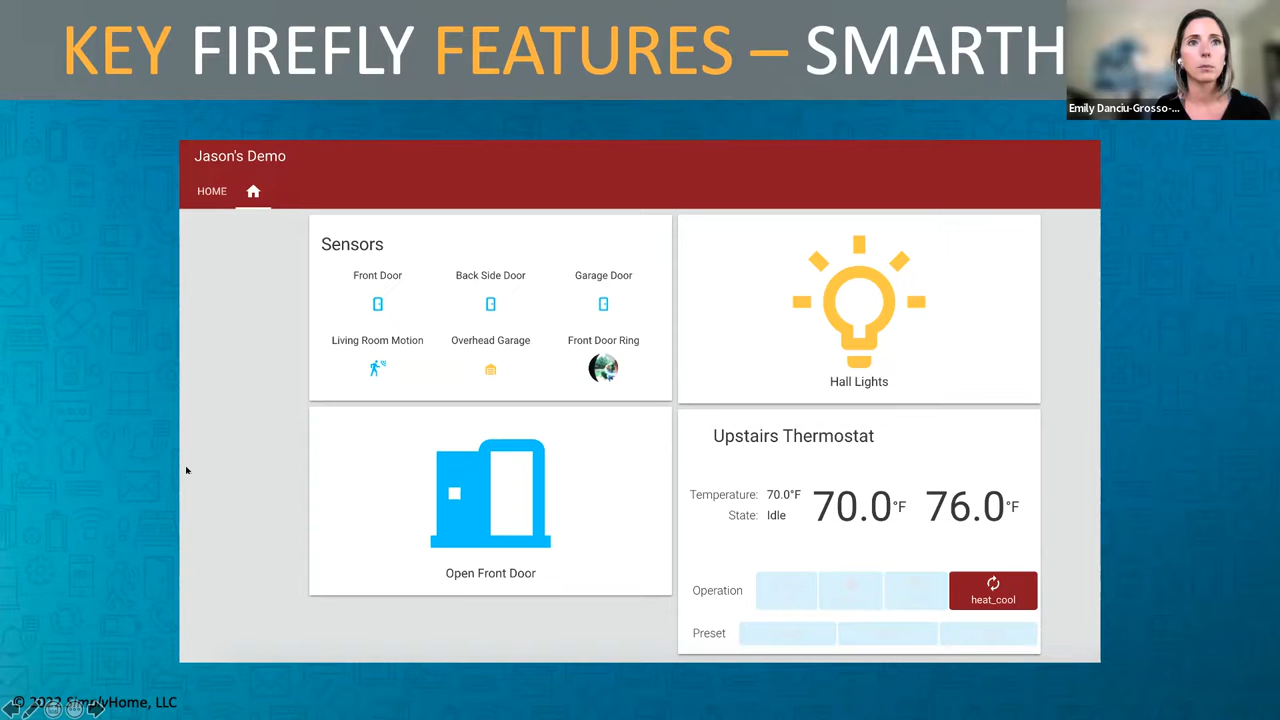 KEY FIREFLY FEATURES – SMARTH
Emily Danciu-Grosso-...
Jason's Demo
HOME
Sensors
Front Door
Back Side Door
Garage Door
Living Room Motion
Overhead Garage
Front Door Ring
Hall Lights
Open Front Door
Upstairs Thermostat
Temperature: 70.0°F
State: Idle
70.0°F 76.0°F
Operation
heat_cool
Preset
© 2022 SimplyHome, LLC